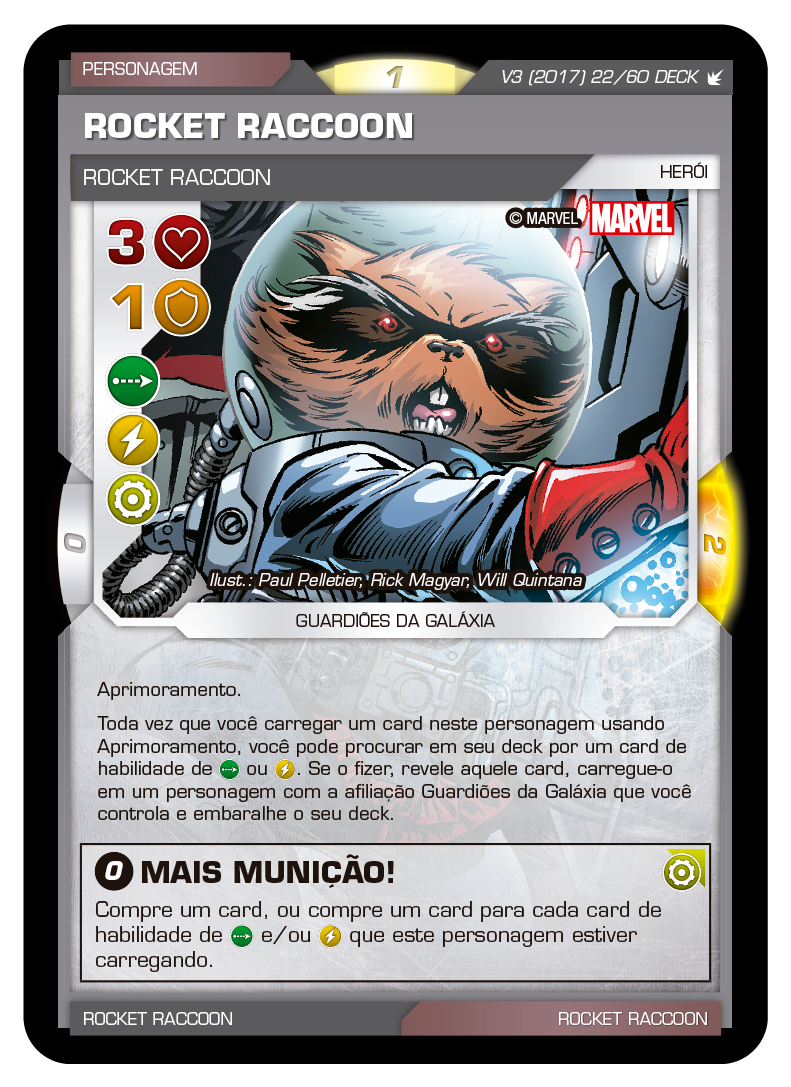 PERSONAGEM
1
V3 (2017) 22/60 DECK
ROCKET RACCOON
ROCKET RACCOON
HERÓI
© MARVEL
MARVEL
3
1
0
2
Ilust.: Paul Pelletier, Rick Magyar, Will Quintana
GUARDIÕES DA GALÁXIA
Aprimoramento.
Toda vez que você carregar um card neste personagem usando
Aprimoramento, você pode procurar em seu deck por um card de
habilidade de ou . Se o fizer, revele aquele card, carregue-o
em um personagem com a afiliação Guardiões da Galáxia que você
controla e embaralhe o seu deck.
0 MAIS MUNIÇÃO!
Compre um card, ou compre um card para cada card de
habilidade de e/ou que este personagem estiver
carregando.
ROCKET RACCOON
ROCKET RACCOON